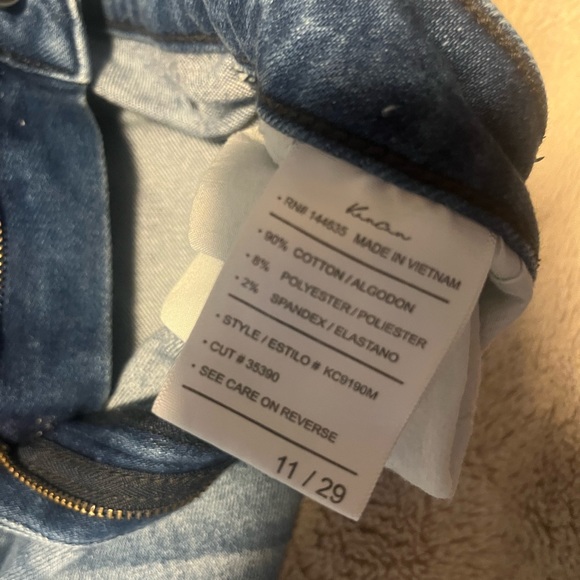 KanCan
• RN# 144635 MADE IN VIETNAM
• 90% COTTON / ALGODON
• 8% POLYESTER / POLIESTER
• 2% SPANDEX / ELASTANO
• STYLE / ESTILO # KC9190M
• CUT # 35390
• SEE CARE ON REVERSE
11 / 29